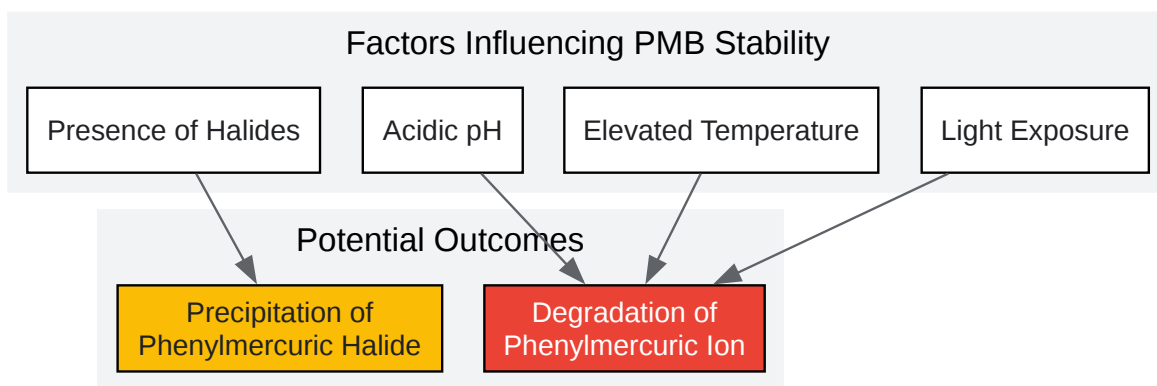 Factors Influencing PMB Stability
Presence of Halides
Acidic pH
Elevated Temperature
Light Exposure
Potential Outcomes
Precipitation of
Phenylmercuric Halide
Degradation of
Phenylmercuric Ion